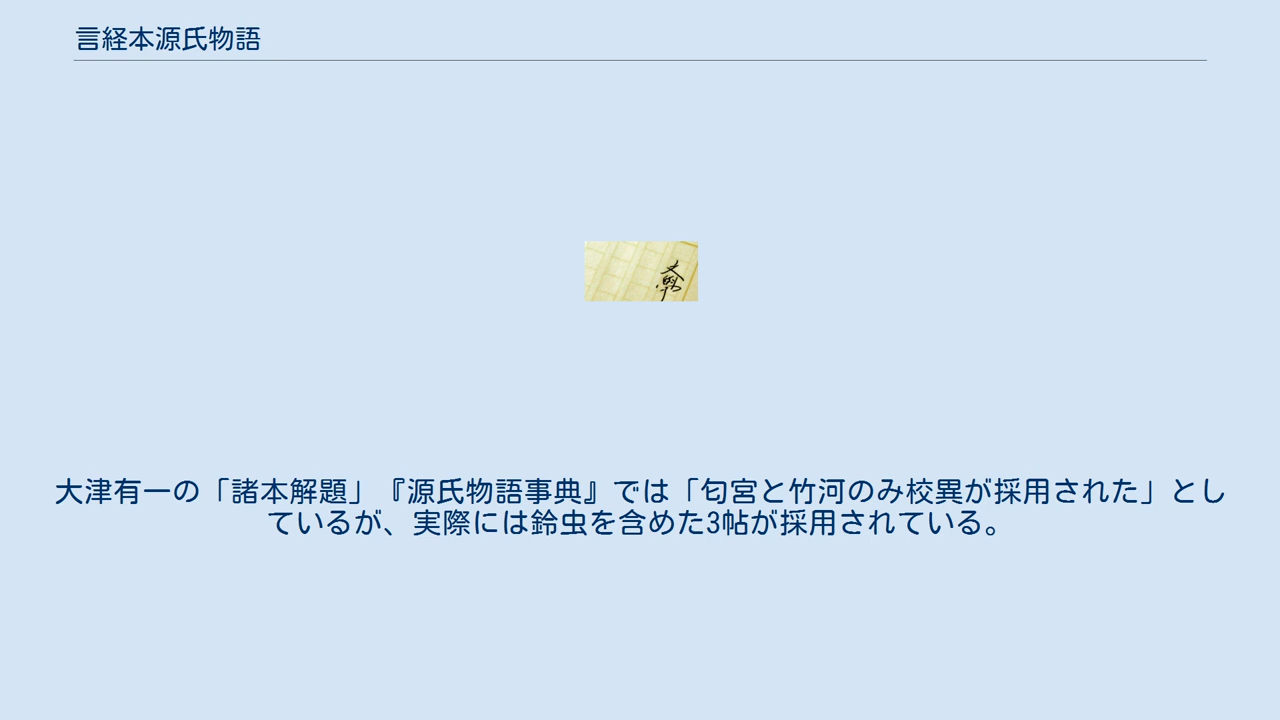 言経本源氏物語
大津有一の「諸本解題」『源氏物語事典』では「匂宮と竹河のみ校異が採用された」とし
ているが、実際には鈴虫を含めた3帖が採用されている。